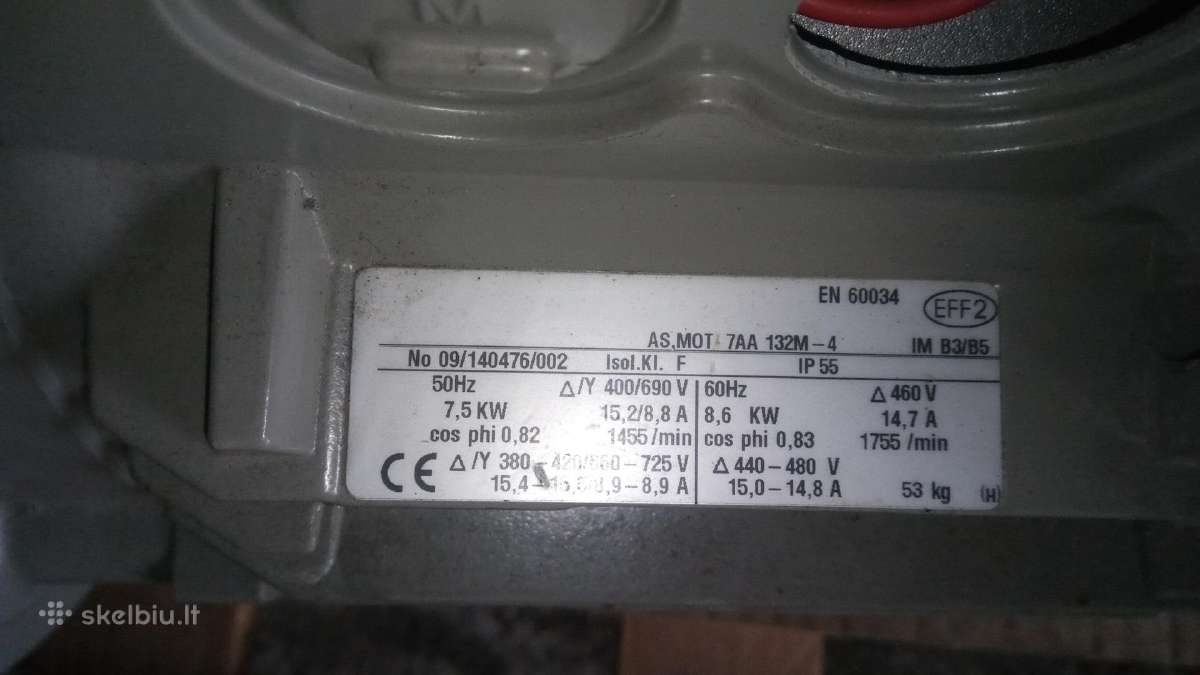 M
EN 60034
EFF2
AS,MOT 7AA 132M-4 IM B3/B5
No 09/140476/002 Isol.Kl. F IP 55
50Hz Δ/Y 400/690 V 60Hz Δ 460 V
7,5 KW 15,2/8,8 A 8,6 KW 14,7 A
cos phi 0,82 1455 /min cos phi 0,83 1755 /min
CE Δ/Y 380-420/660-725 V Δ 440-480 V
15,4- 8,9-8,9 A 15,0-14,8 A 53 kg (H)
skelbiu.lt